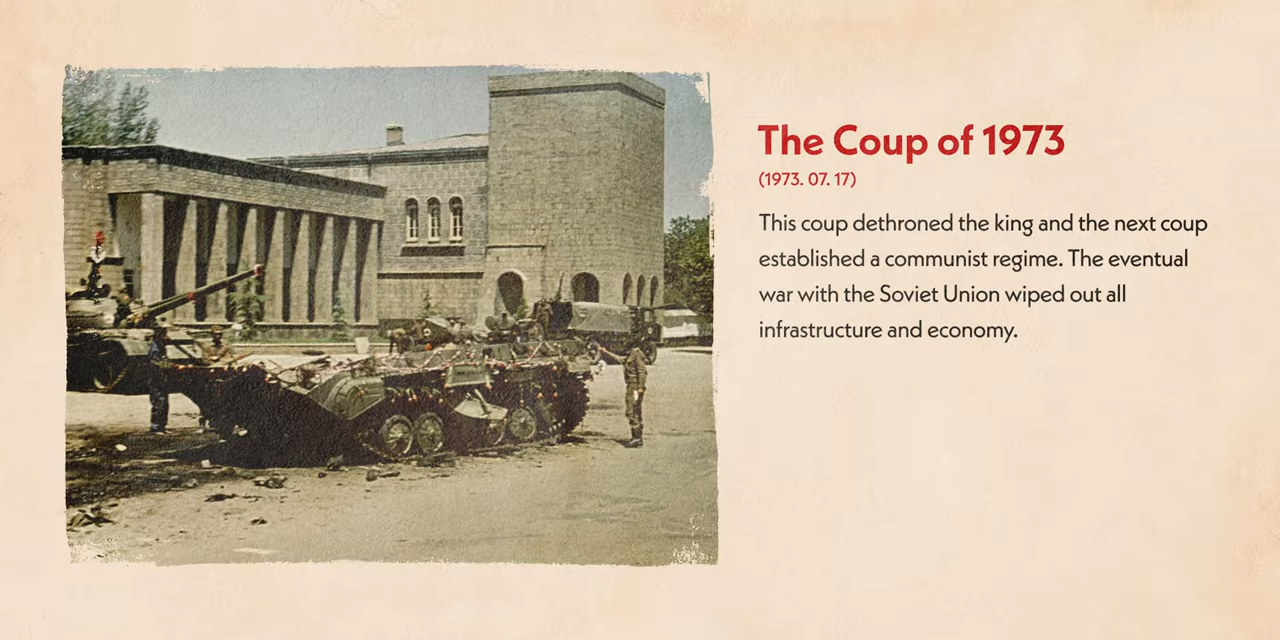 The Coup of 1973
(1973. 07. 17)
This coup dethroned the king and the next coup
established a communist regime. The eventual
war with the Soviet Union wiped out all
infrastructure and economy.